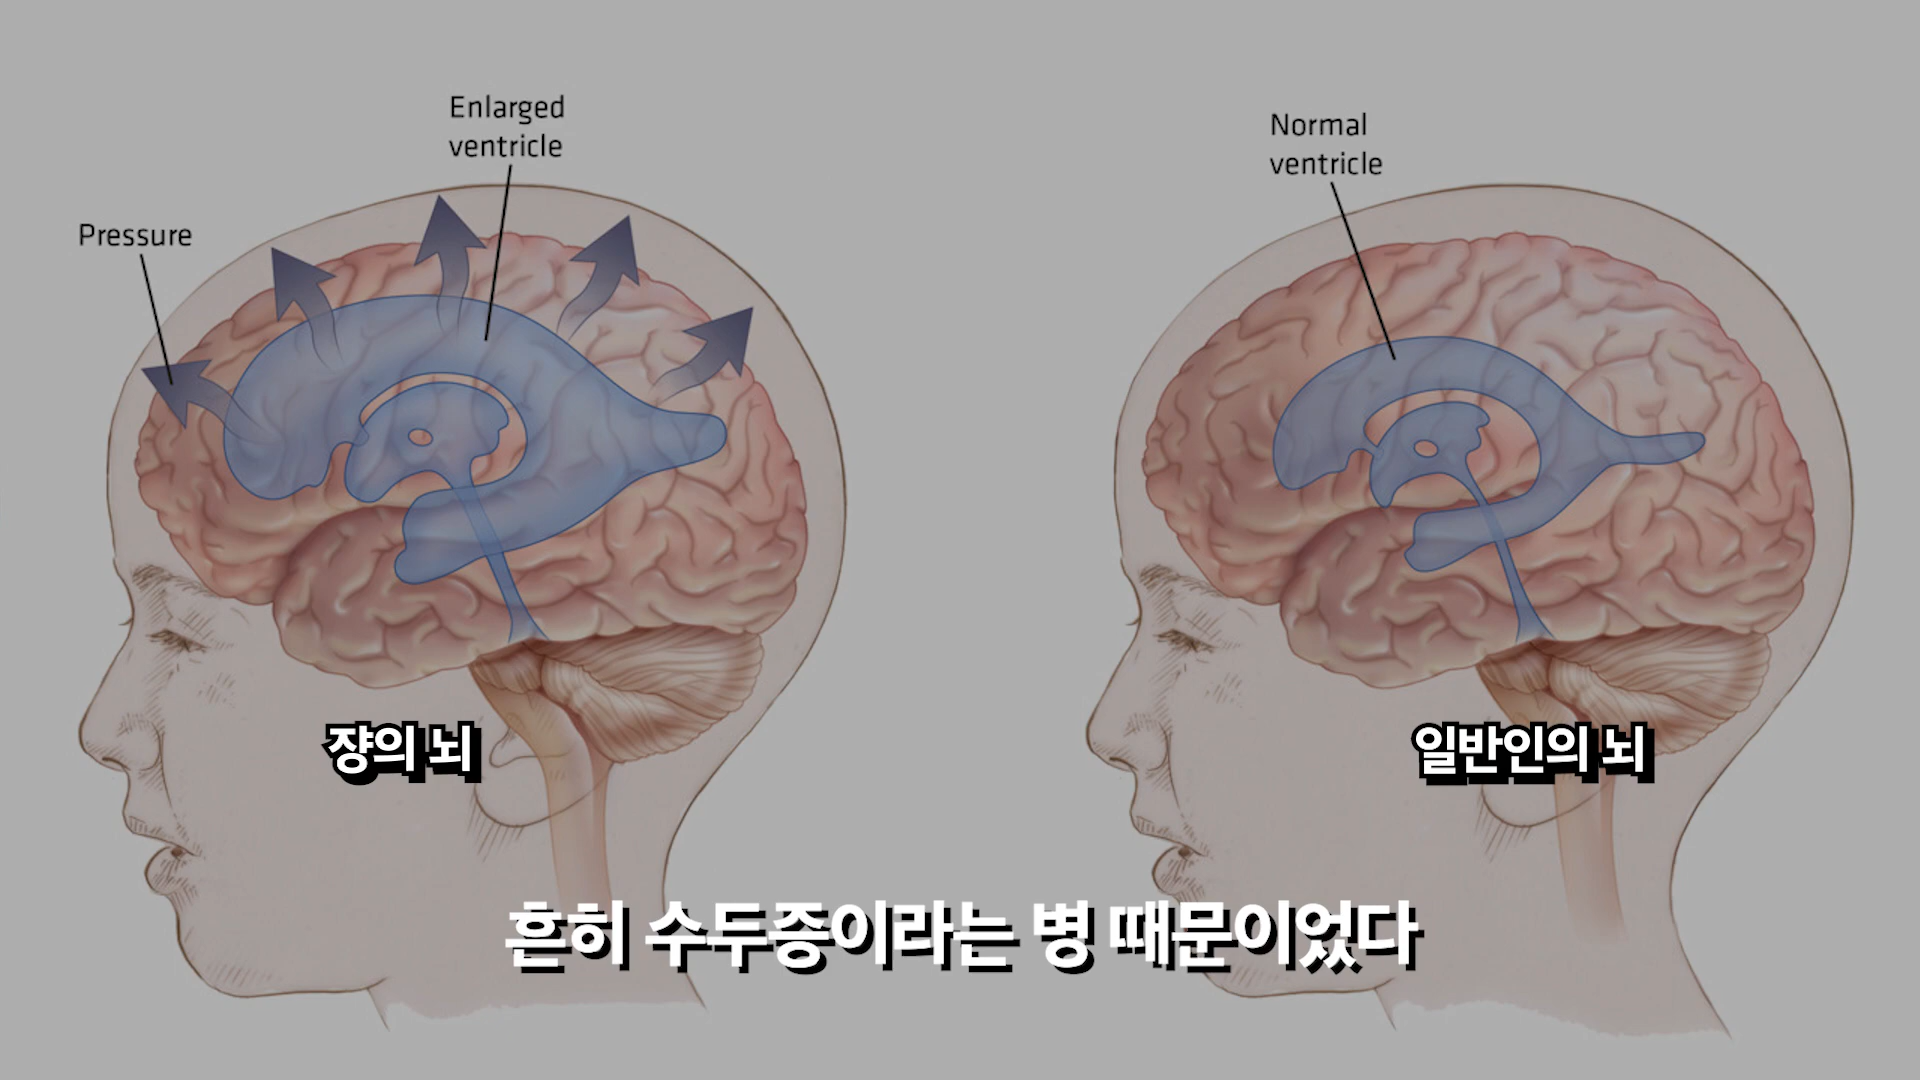 Enlarged
ventricle
Normal
ventricle
Pressure
쟝의 뇌
일반인의 뇌
흔히 수두증이라는 병 때문이었다